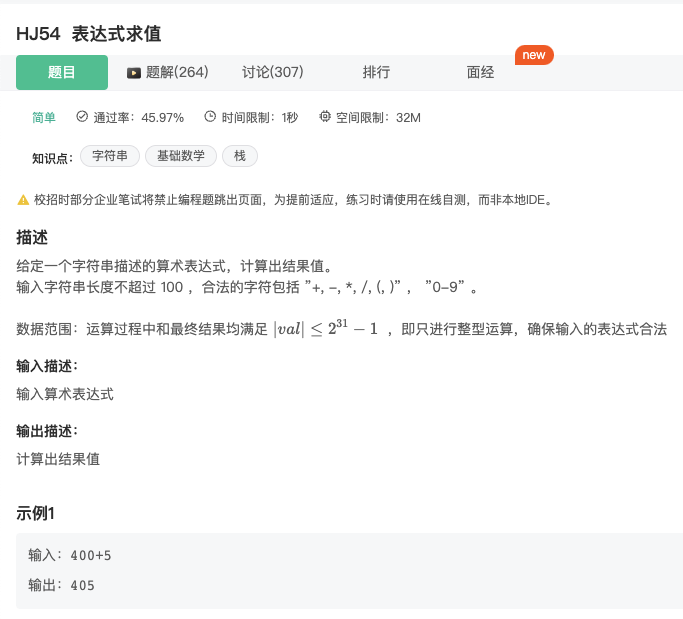 HJ54 表达式求值
题目 题解(264) 讨论(307) 排行 面经 new
简单 通过率：45.97% 时间限制：1秒 空间限制：32M
知识点： 字符串 基础数学 栈
校招时部分企业笔试将禁止编程题跳出页面，为提前适应，练习时请使用在线自测，而非本地IDE。
描述
给定一个字符串描述的算术表达式，计算出结果值。
输入字符串长度不超过 100 ，合法的字符包括 ”+, -, *, /, (, )” ， ”0-9” 。
数据范围：运算过程中和最终结果均满足 |val| ≤ 2^31 − 1 ，即只进行整型运算，确保输入的表达式合法
输入描述：
输入算术表达式
输出描述：
计算出结果值
示例1
输入：400+5
输出：405